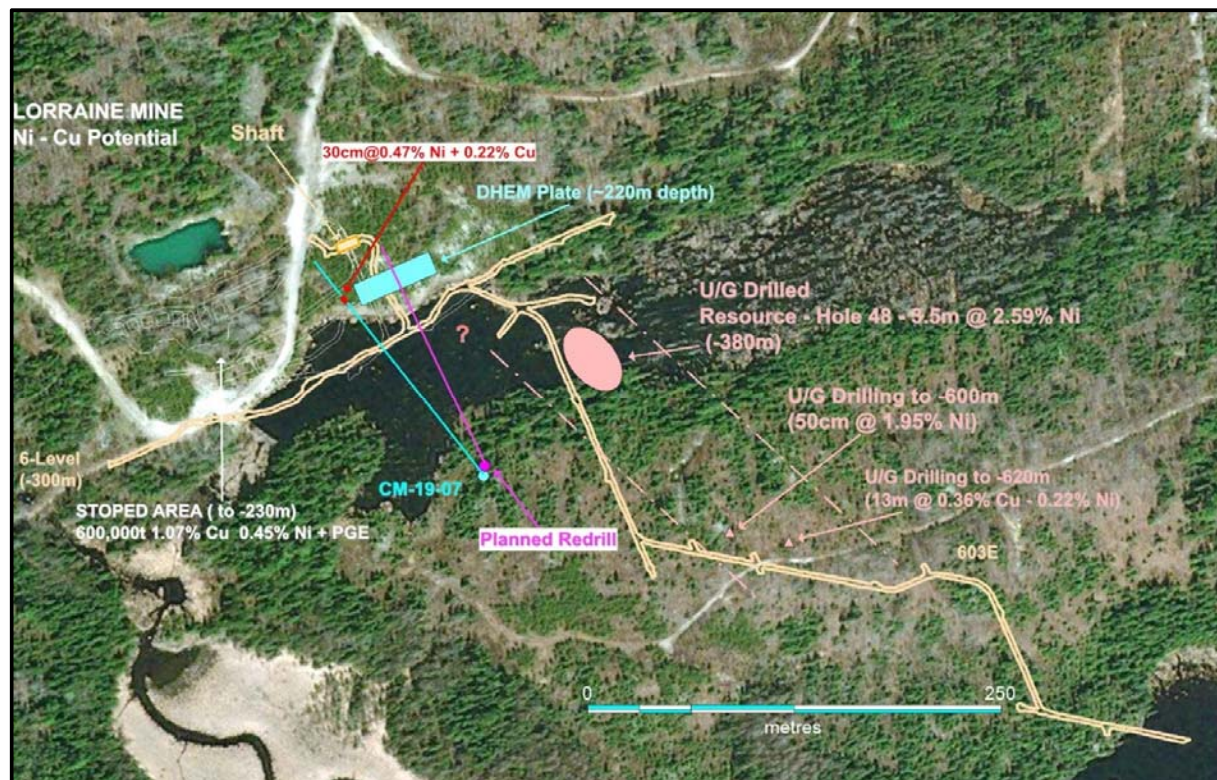 LORRAINE MINE
Ni - Cu Potential
Shaft
30cm@0.47% Ni + 0.22% Cu
DHEM Plate (~220m depth)
U/G Drilled
Resource - Hole 48 - 5.5m @ 2.59% Ni
(-380m)
?
U/G Drilling to -600m
(50cm @ 1.95% Ni)
6-Level
(-300m)
CM-19-07
U/G Drilling to -620m
(13m @ 0.36% Cu - 0.22% Ni)
STOPED AREA ( to -230m)
600,000t 1.07% Cu 0.45% Ni + PGE
Planned Redrill
603E
0
250
metres